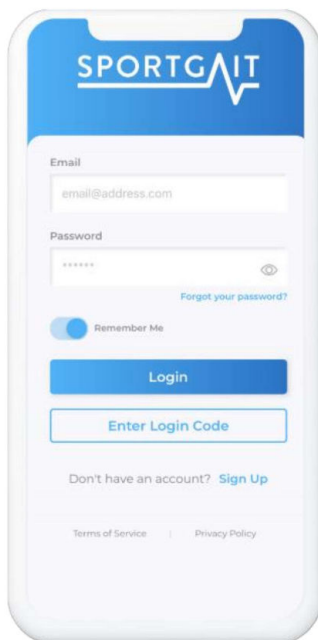 SPORTGAIT
Email
email@address.com
Password
******
Forgot your password?
Remember Me
Login
Enter Login Code
Don't have an account? Sign Up
Terms of Service | Privacy Policy